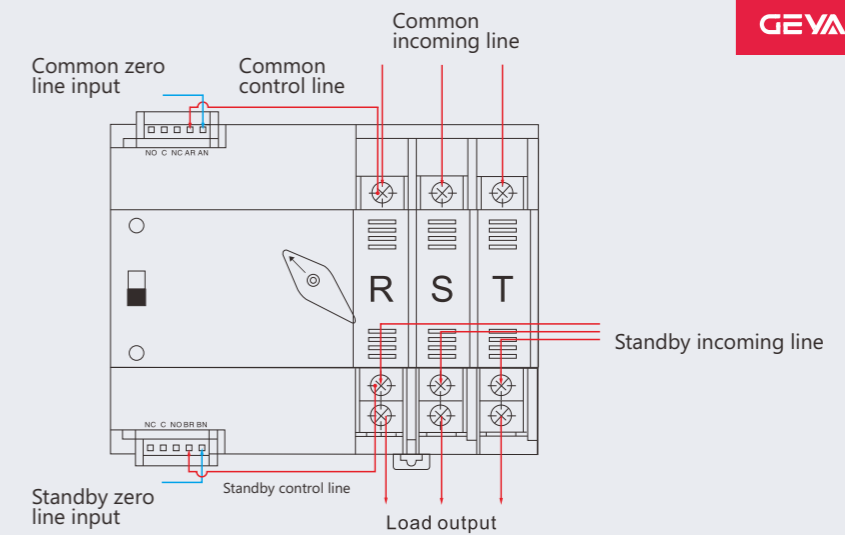 GEYA
Common
incoming line
Common zero
line input
Common
control line
NO C NC AR AN
R S T
Standby incoming line
NC C NO BR BN
Standby control line
Standby zero
line input
Load output